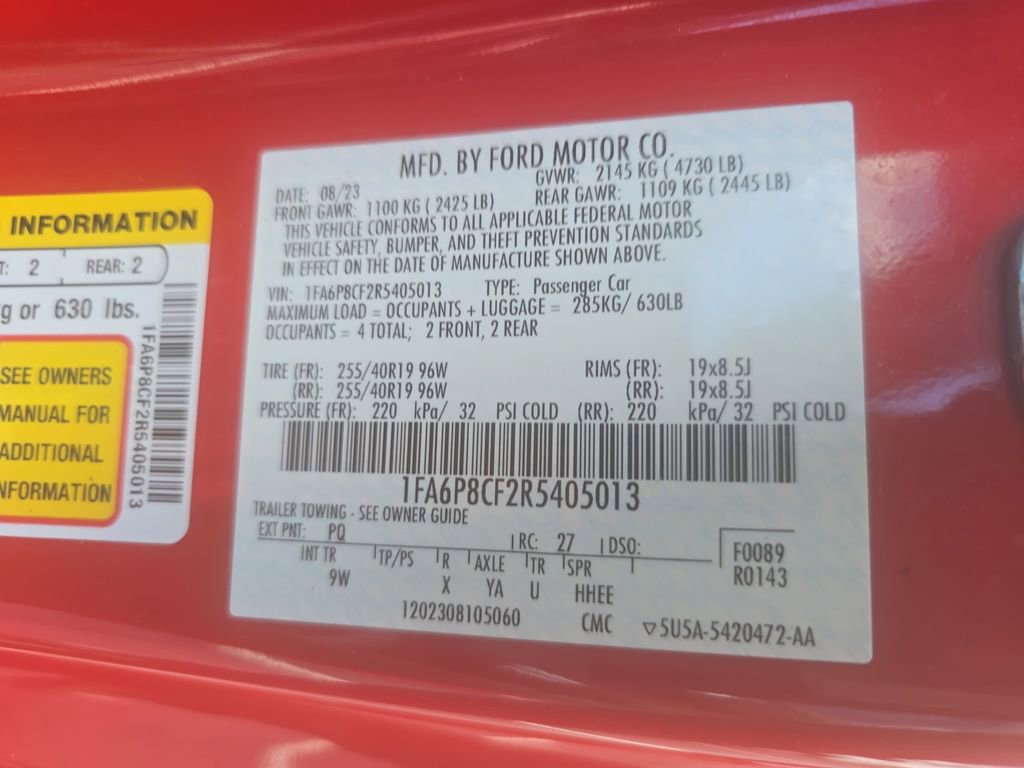 MFD. BY FORD MOTOR CO.
DATE: 08/23 GVWR: 2145 KG ( 4730 LB)
FRONT GAWR: 1100 KG ( 2425 LB) REAR GAWR: 1109 KG ( 2445 LB)
THIS VEHICLE CONFORMS TO ALL APPLICABLE FEDERAL MOTOR
VEHICLE SAFETY, BUMPER, AND THEFT PREVENTION STANDARDS
IN EFFECT ON THE DATE OF MANUFACTURE SHOWN ABOVE.
VIN: 1FA6P8CF2R5405013 TYPE: Passenger Car
MAXIMUM LOAD = OCCUPANTS + LUGGAGE = 285KG/ 630LB
OCCUPANTS = 4 TOTAL; 2 FRONT, 2 REAR
TIRE (FR): 255/40R19 96W RIMS (FR): 19x8.5J
(RR): 255/40R19 96W (RR): 19x8.5J
PRESSURE (FR): 220 kPa/ 32 PSI COLD (RR): 220 kPa/ 32 PSI COLD
1FA6P8CF2R5405013
TRAILER TOWING - SEE OWNER GUIDE
EXT PNT: PQ RC: 27 DSO: F0089
INT TR TP/PS R AXLE TR SPR R0143
9W X YA U HHEE
1202308105060 CMC ▽5U5A-5420472-AA
INFORMATION
T: 2 REAR: 2
g or 630 lbs.
SEE OWNERS
MANUAL FOR
ADDITIONAL
NFORMATION
1FA6P8CF2R5405013